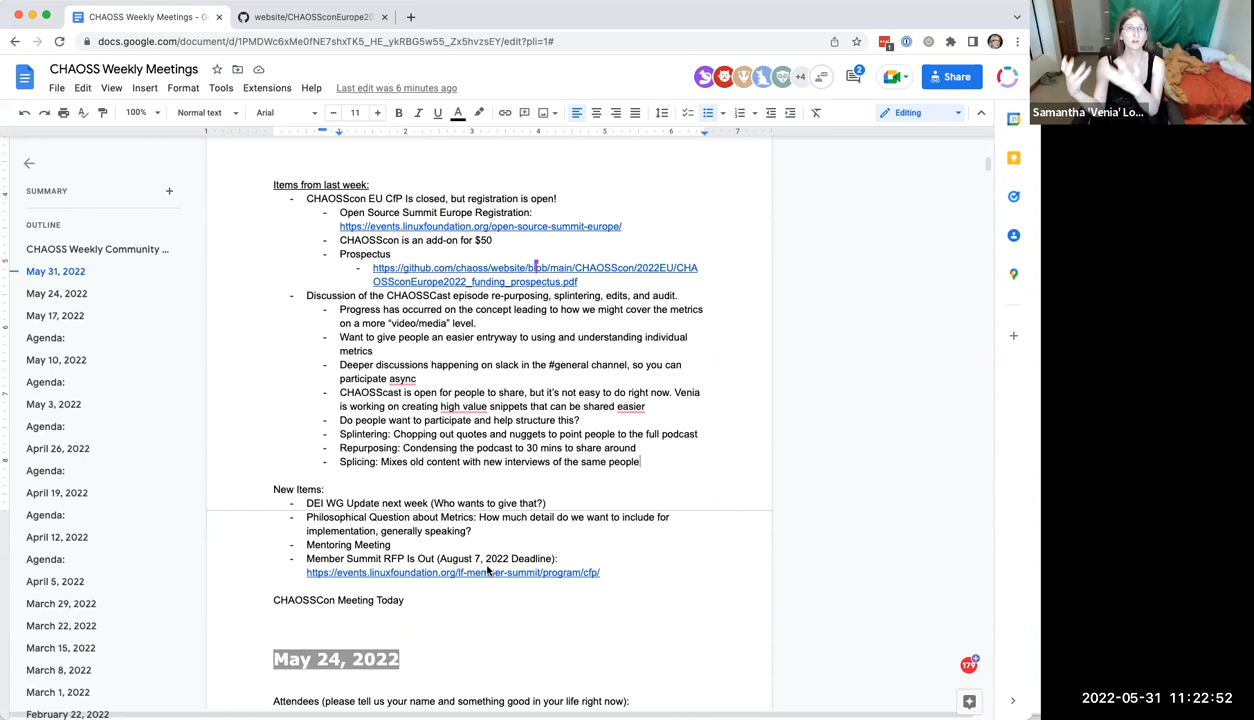 CHAOSS Weekly Meetings - G
website/CHAOSSconEurope20
docs.google.com/document/d/1PMDWc6xMe0fNE7shxTK5_HE_ykRBG5w55_Zx5hvzsEY/edit?pli=1#
CHAOSS Weekly Meetings
+4
2
Share
File Edit View Insert Format Tools Extensions Help Last edit was 6 minutes ago
100% Normal text Arial 11 B I U A Editing
1 2 3 4 5 6 7
SUMMARY
OUTLINE
CHAOSS Weekly Community ...
May 31, 2022
May 24, 2022
May 17, 2022
Agenda:
May 10, 2022
Agenda:
May 3, 2022
Agenda:
April 26, 2022
Agenda:
April 19, 2022
Agenda:
April 12, 2022
Agenda:
April 5, 2022
March 29, 2022
March 22, 2022
March 15, 2022
March 8, 2022
March 1, 2022
February 22, 2022
Items from last week:
- CHAOSScon EU CfP Is closed, but registration is open!
- Open Source Summit Europe Registration:
https://events.linuxfoundation.org/open-source-summit-europe/
- CHAOSScon is an add-on for $50
- Prospectus
- https://github.com/chaoss/website/blob/main/CHAOSScon/2022EU/CHA
OSSconEurope2022_funding_prospectus.pdf
- Discussion of the CHAOSSCast episode re-purposing, splintering, edits, and audit.
- Progress has occurred on the concept leading to how we might cover the metrics
on a more “video/media” level.
- Want to give people an easier entryway to using and understanding individual
metrics
- Deeper discussions happening on slack in the #general channel, so you can
participate async
- CHAOSScast is open for people to share, but it’s not easy to do right now. Venia
is working on creating high value snippets that can be shared easier
- Do people want to participate and help structure this?
- Splintering: Chopping out quotes and nuggets to point people to the full podcast
- Repurposing: Condensing the podcast to 30 mins to share around
- Splicing: Mixes old content with new interviews of the same people
New Items:
- DEI WG Update next week (Who wants to give that?)
- Philosophical Question about Metrics: How much detail do we want to include for
implementation, generally speaking?
- Mentoring Meeting
- Member Summit RFP Is Out (August 7, 2022 Deadline):
https://events.linuxfoundation.org/lf-member-summit/program/cfp/
CHAOSSCon Meeting Today
May 24, 2022
Attendees (please tell us your name and something good in your life right now):
179
Samantha 'Venia' Lo...
2022-05-31 11:22:52